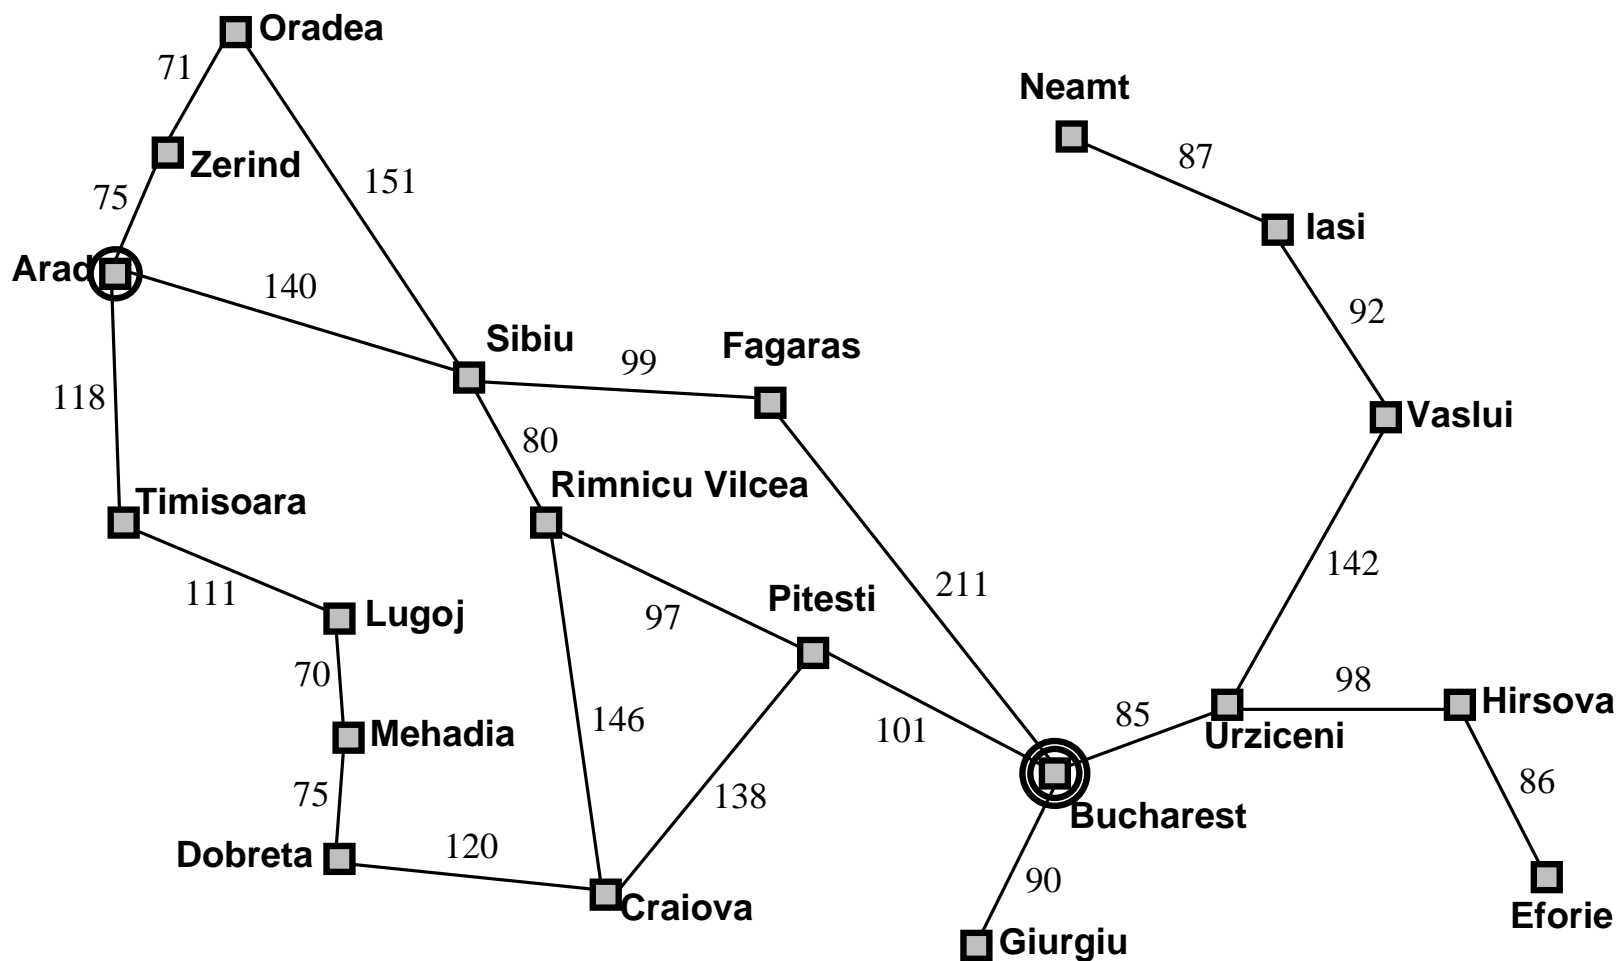 Oradea
71
Neamt
87
Zerind
151
75
Iasi
Arad
140
92
Sibiu
Fagaras
99
118
Vaslui
80
Rimnicu Vilcea
Timisoara
142
211
111
Pitesti
Lugoj
97
70
98
Hirsova
146
85
101
Mehadia
Urziceni
86
75
138
Bucharest
120
Dobreta
90
Craiova
Eforie
Giurgiu